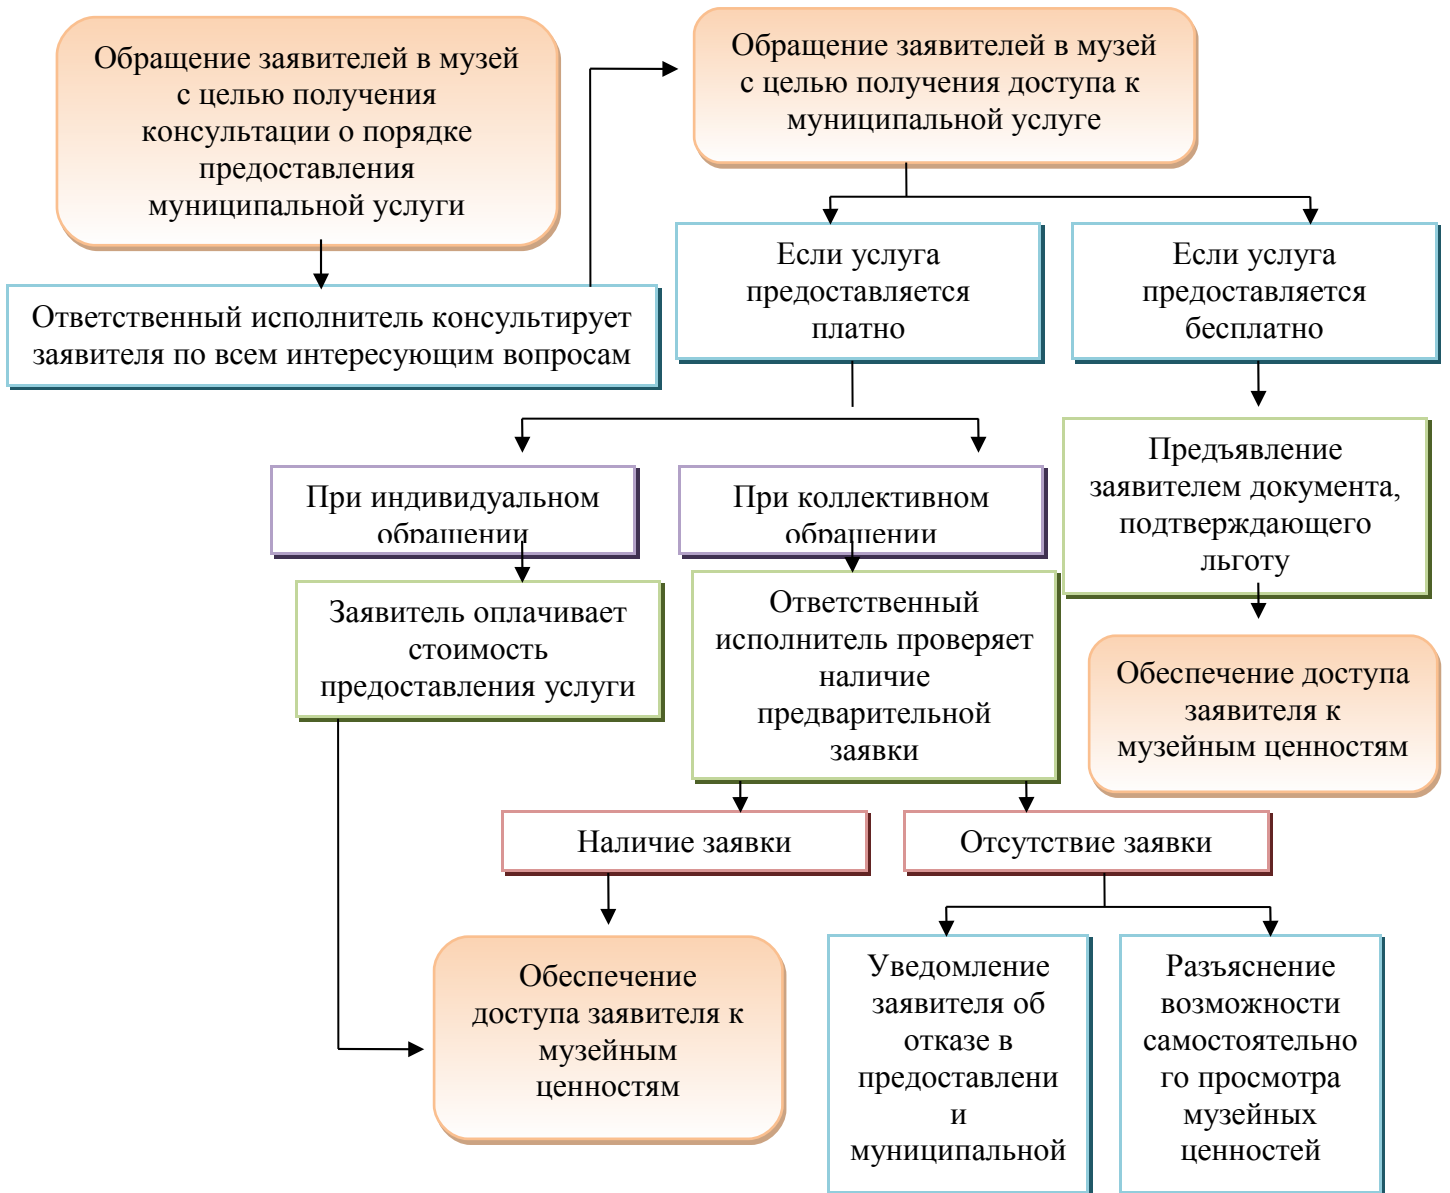 Обращение заявителей в музей
с целью получения
консультации о порядке
предоставления
муниципальной услуги
Обращение заявителей в музей
с целью получения доступа к
муниципальной услуге
Ответственный исполнитель консультирует
заявителя по всем интересующим вопросам
Если услуга
предоставляется
платно
Если услуга
предоставляется
бесплатно
При индивидуальном
обращении
При коллективном
обращении
Предъявление
заявителем документа,
подтверждающего
льготу
Заявитель оплачивает
стоимость
предоставления услуги
Ответственный
исполнитель проверяет
наличие
предварительной
заявки
Обеспечение доступа
заявителя к
музейным ценностям
Наличие заявки
Отсутствие заявки
Обеспечение
доступа заявителя к
музейным
ценностям
Уведомление
заявителя об
отказе в
предоставлени
и
муниципальной
Разъяснение
возможности
самостоятельно
го просмотра
музейных
ценностей